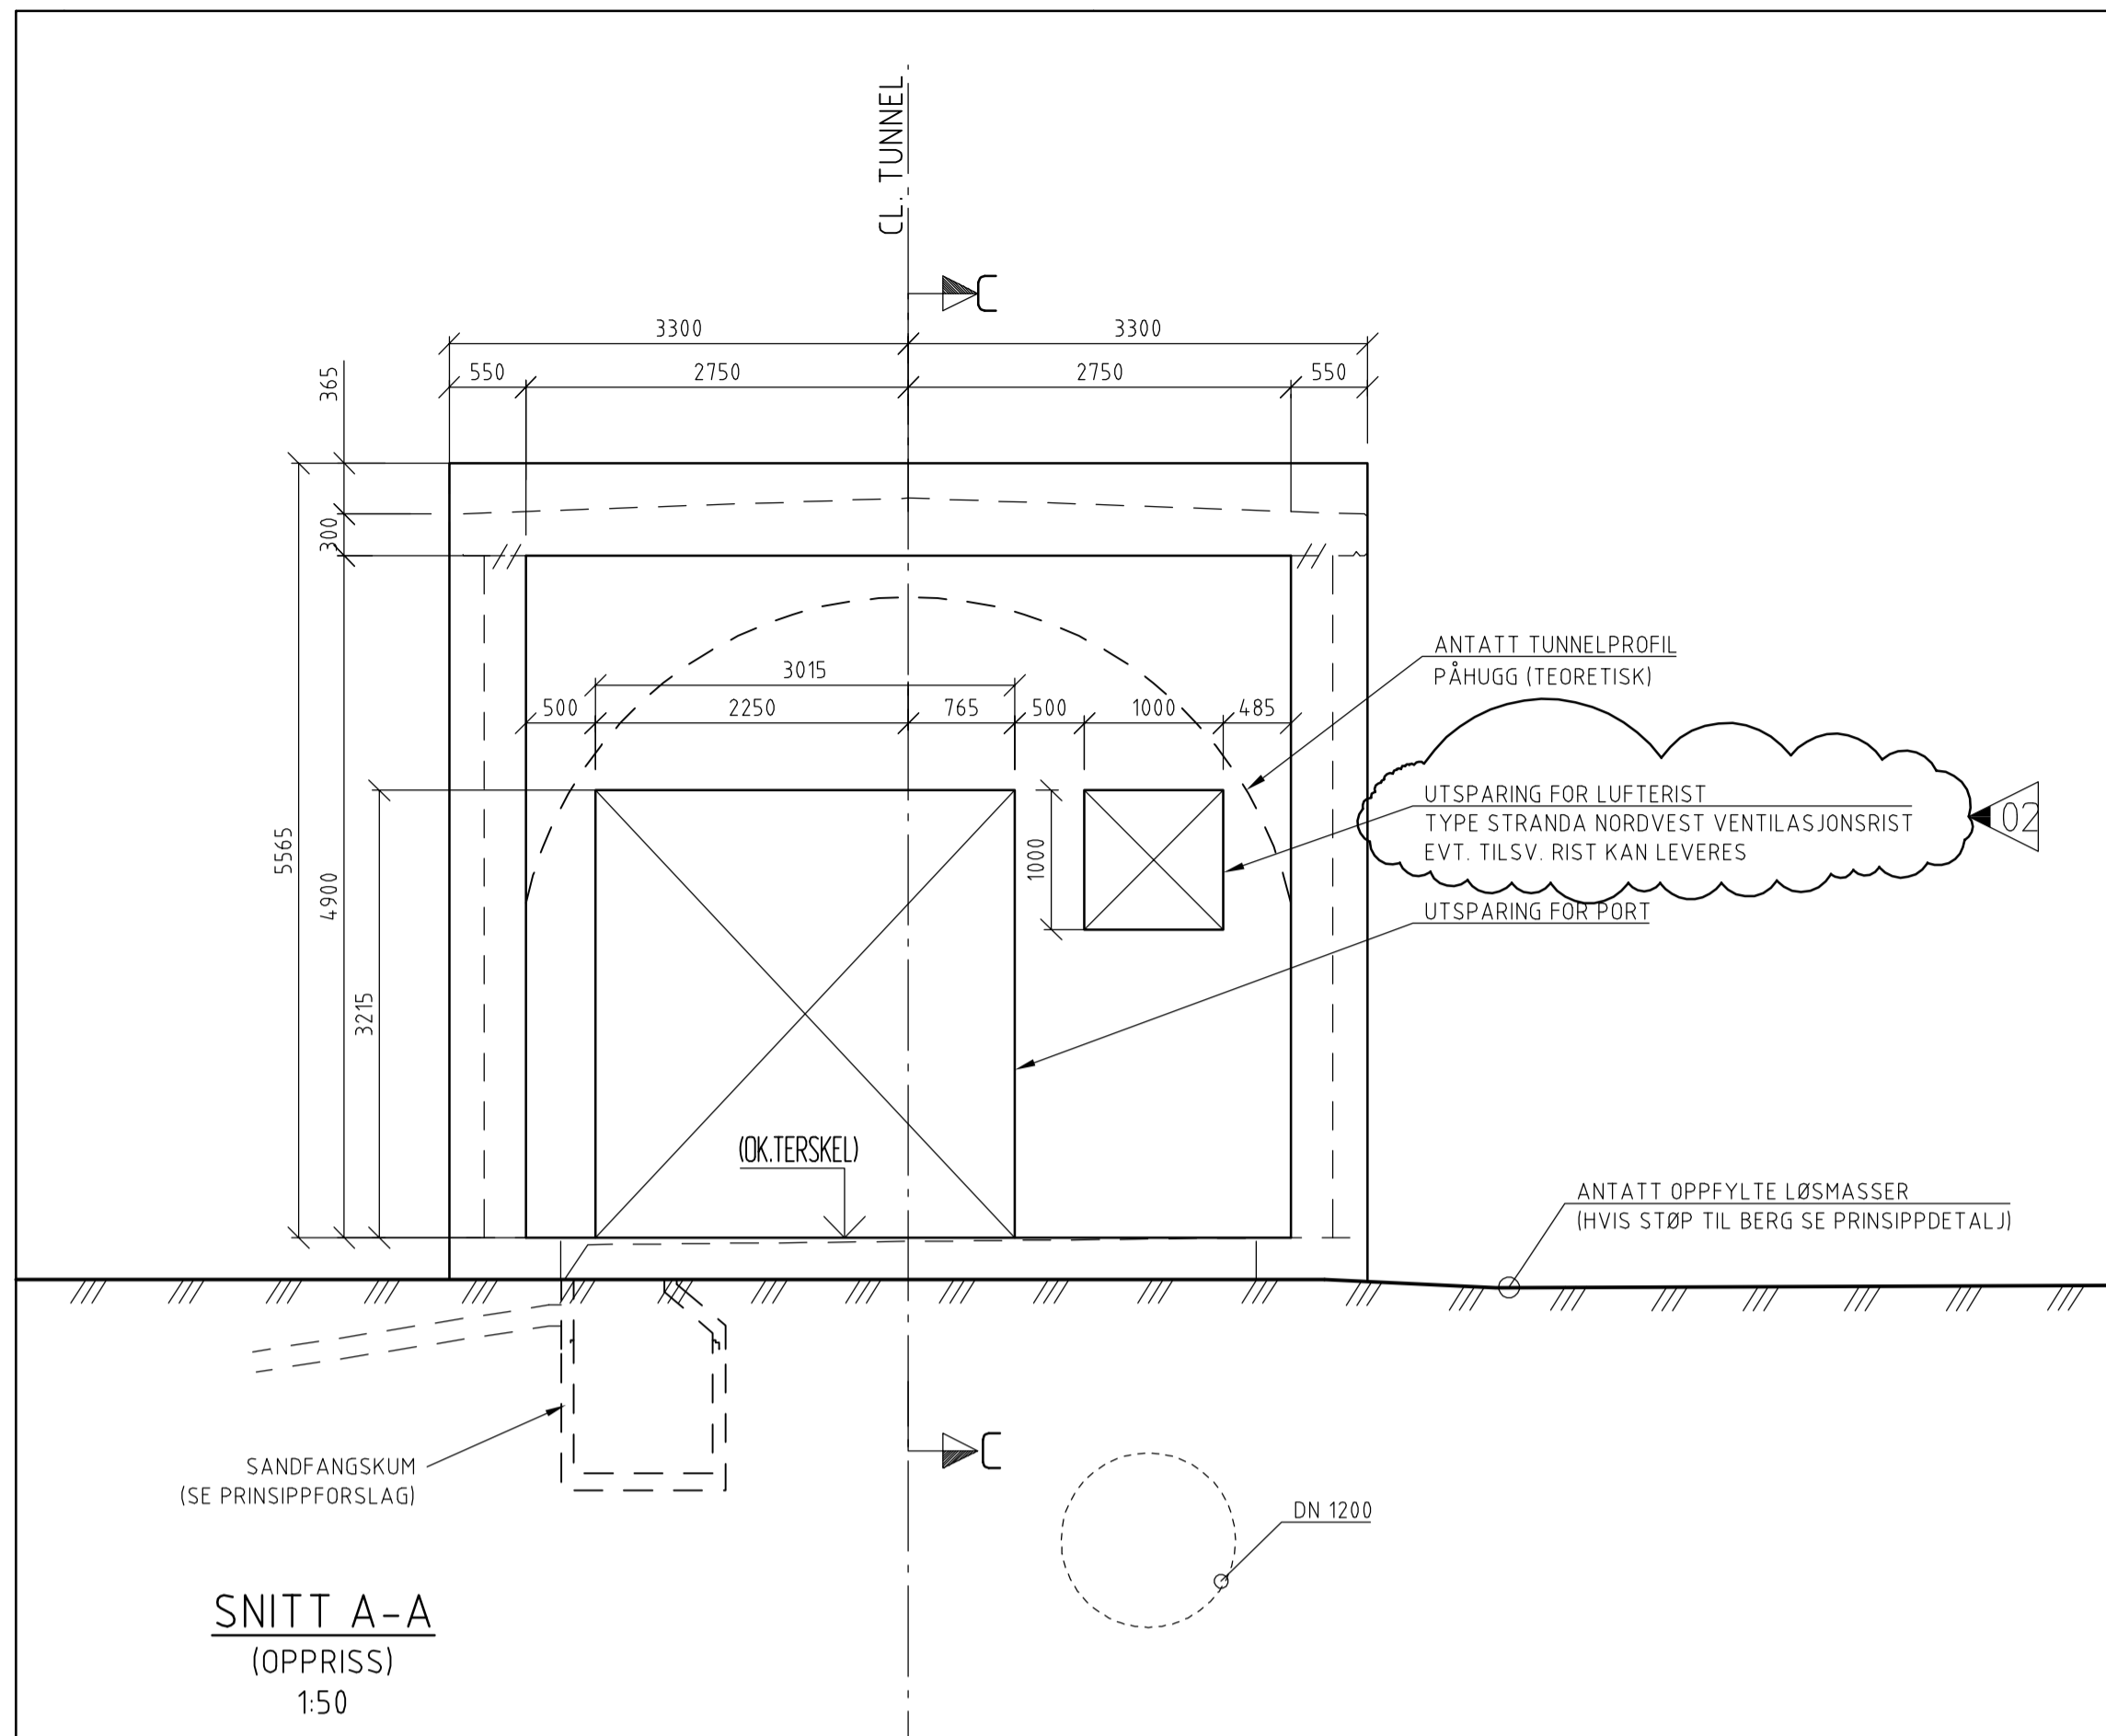 CL. TUNNEL
C
3300
3300
550
2750
2750
550
365
300
5565
4900
3215
3015
500
2250
765
500
1000
485
1000
ANTATT TUNNELPROFIL
PÅHUGG (TEORETISK)
UTSPARING FOR LUFTERIST
TYPE STRANDA NORDVEST VENTILASJONSRIST
EVT. TILSV. RIST KAN LEVERES
02
UTSPARING FOR PORT
(OK.TERSKEL)
ANTATT OPPFYLTE LØSMASSER
(HVIS STØP TIL BERG SE PRINSIPPDETALJ)
SANDFANGSKUM
(SE PRINSIPPFORSLAG)
C
DN 1200
SNITT A-A
(OPPRISS)
1:50